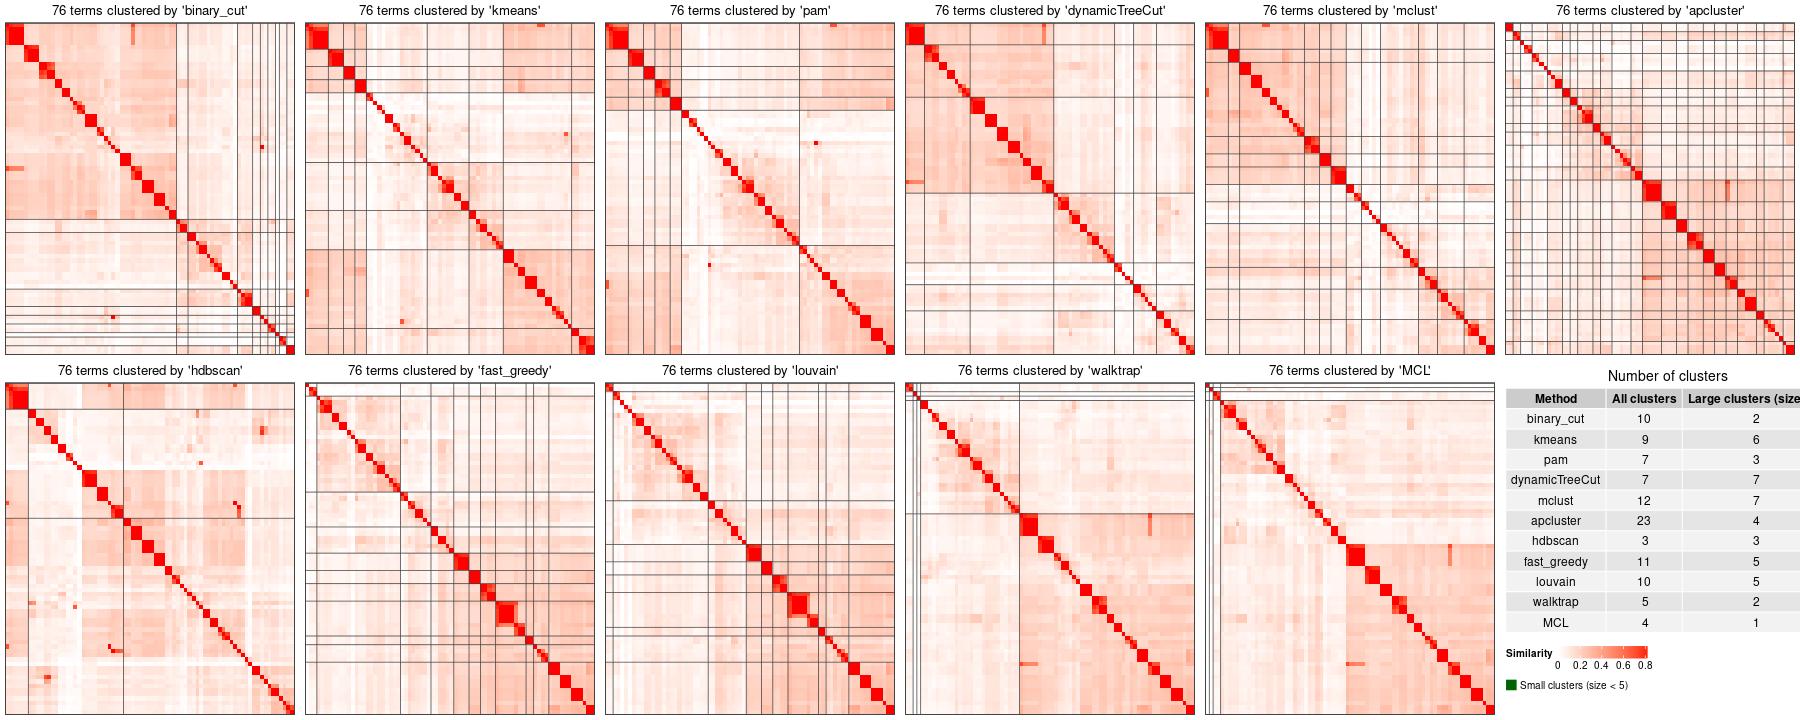 76 terms clustered by 'binary_cut'
76 terms clustered by 'kmeans'
76 terms clustered by 'pam'
76 terms clustered by 'dynamicTreeCut'
76 terms clustered by 'mclust'
76 terms clustered by 'apcluster'
76 terms clustered by 'hdbscan'
76 terms clustered by 'fast_greedy'
76 terms clustered by 'louvain'
76 terms clustered by 'walktrap'
76 terms clustered by 'MCL'
Number of clusters
Method All clusters Large clusters (size
binary_cut 10 2
kmeans 9 6
pam 7 3
dynamicTreeCut 7 7
mclust 12 7
apcluster 23 4
hdbscan 3 3
fast_greedy 11 5
louvain 10 5
walktrap 5 2
MCL 4 1
Similarity
0 0.2 0.4 0.6 0.8
Small clusters (size < 5)